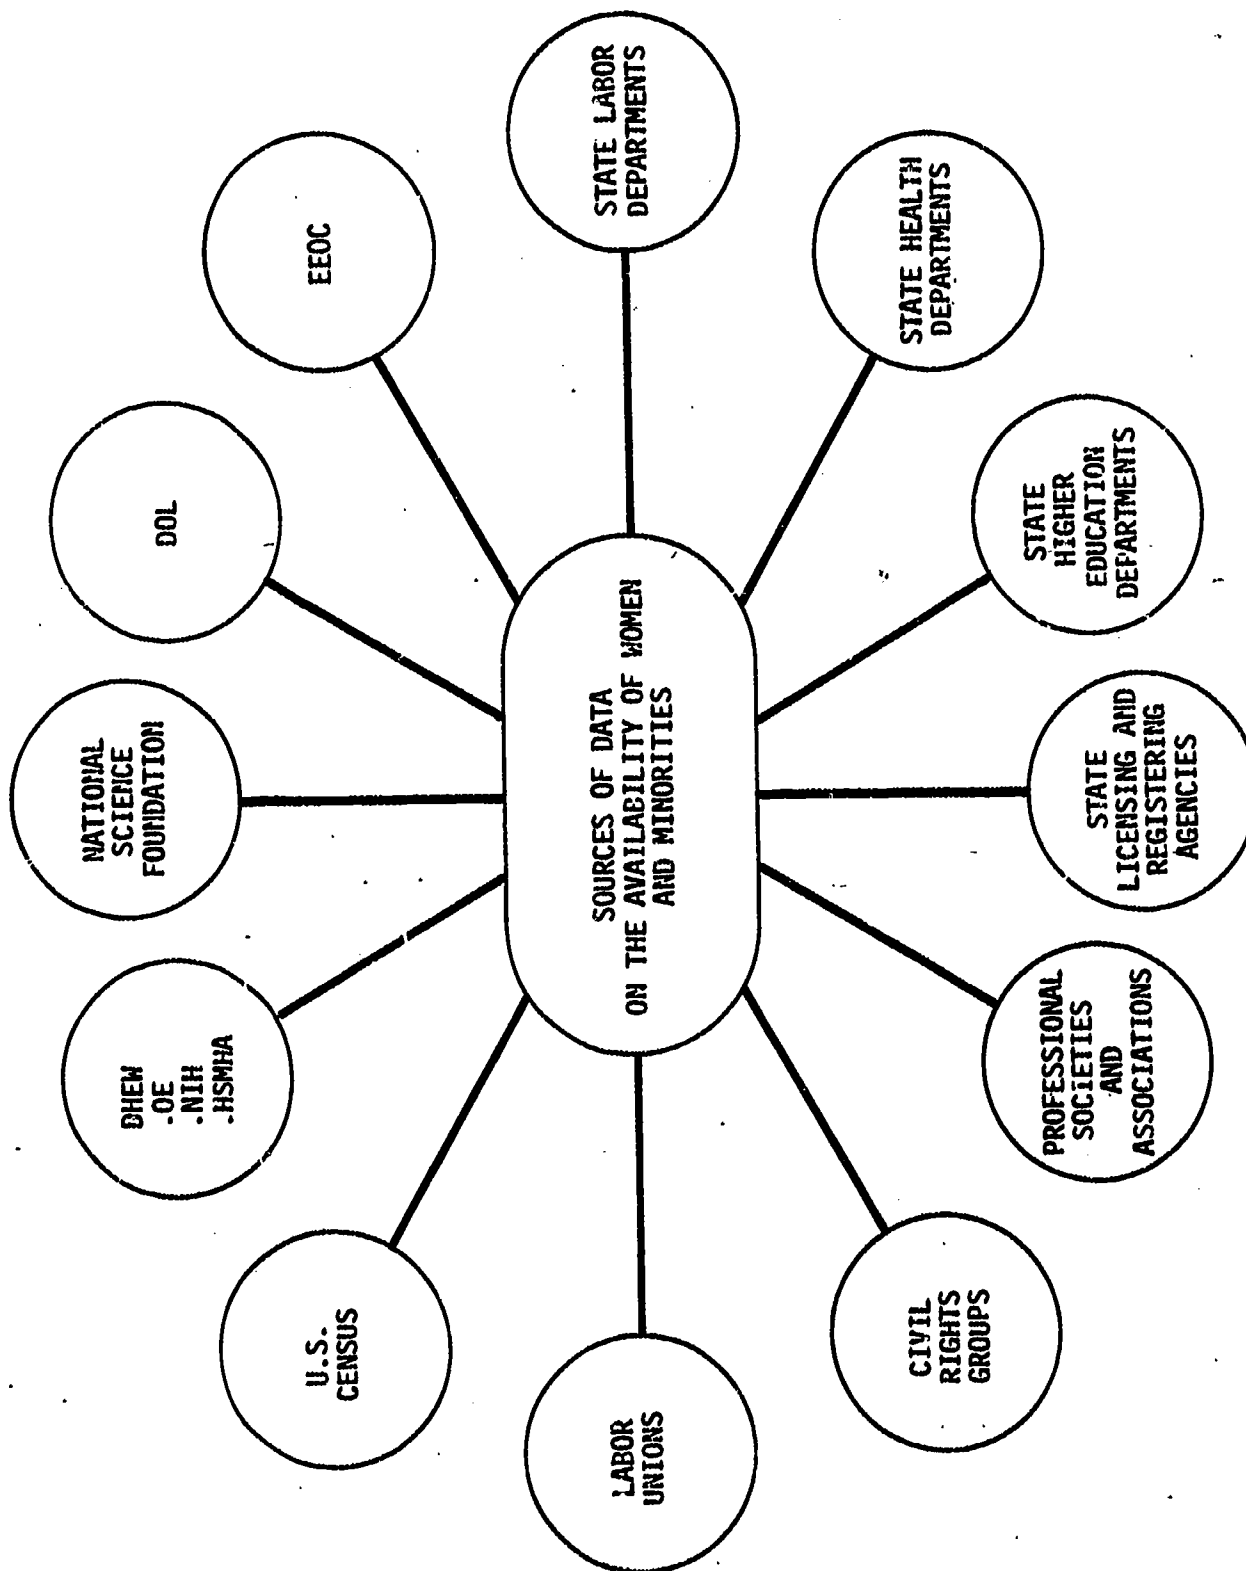 U.S.
CENSUS
DHEW
.OE
.NIH
.HSMHA
NATIONAL
SCIENCE
FOUNDATION
DOL
EEOC
LABOR
UNIONS
SOURCES OF DATA
ON THE AVAILABILITY OF WOMEN
AND MINORITIES
STATE LABOR
DEPARTMENTS
CIVIL
RIGHTS
GROUPS
PROFESSIONAL
SOCIETIES
AND
ASSOCIATIONS
STATE
LICENSING AND
REGISTERING
AGENCIES
STATE
HIGHER
EDUCATION
DEPARTMENTS
STATE HEALTH
DEPARTMENTS